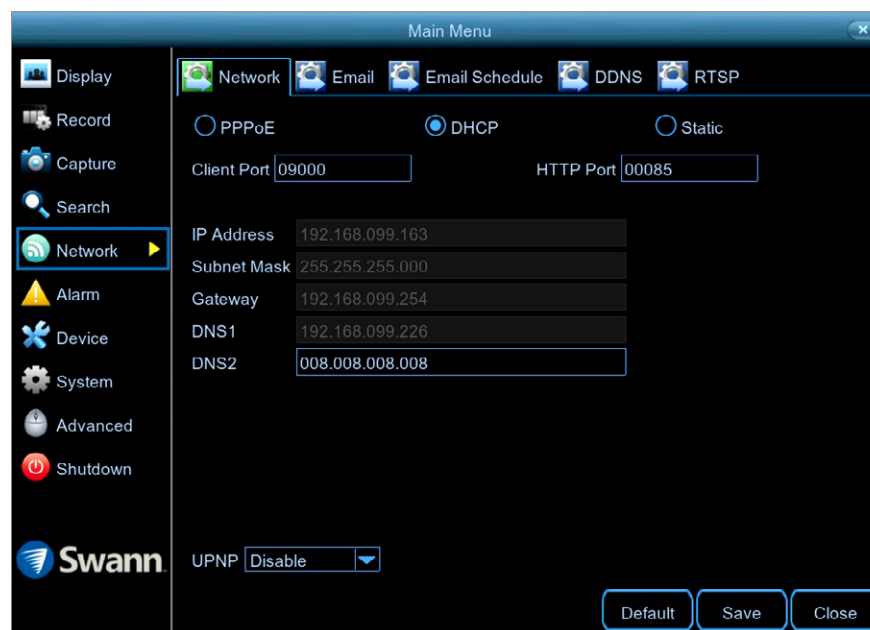 Main Menu
Display
Record
Capture
Search
Network
Alarm
Device
System
Advanced
Shutdown
Swann
Network Email Email Schedule DDNS RTSP
PPPoE DHCP Static
Client Port 09000 HTTP Port 00085
IP Address 192.168.099.163
Subnet Mask 255.255.255.000
Gateway 192.168.099.254
DNS1 192.168.099.226
DNS2 008.008.008.008
UPNP Disable
Default Save Close